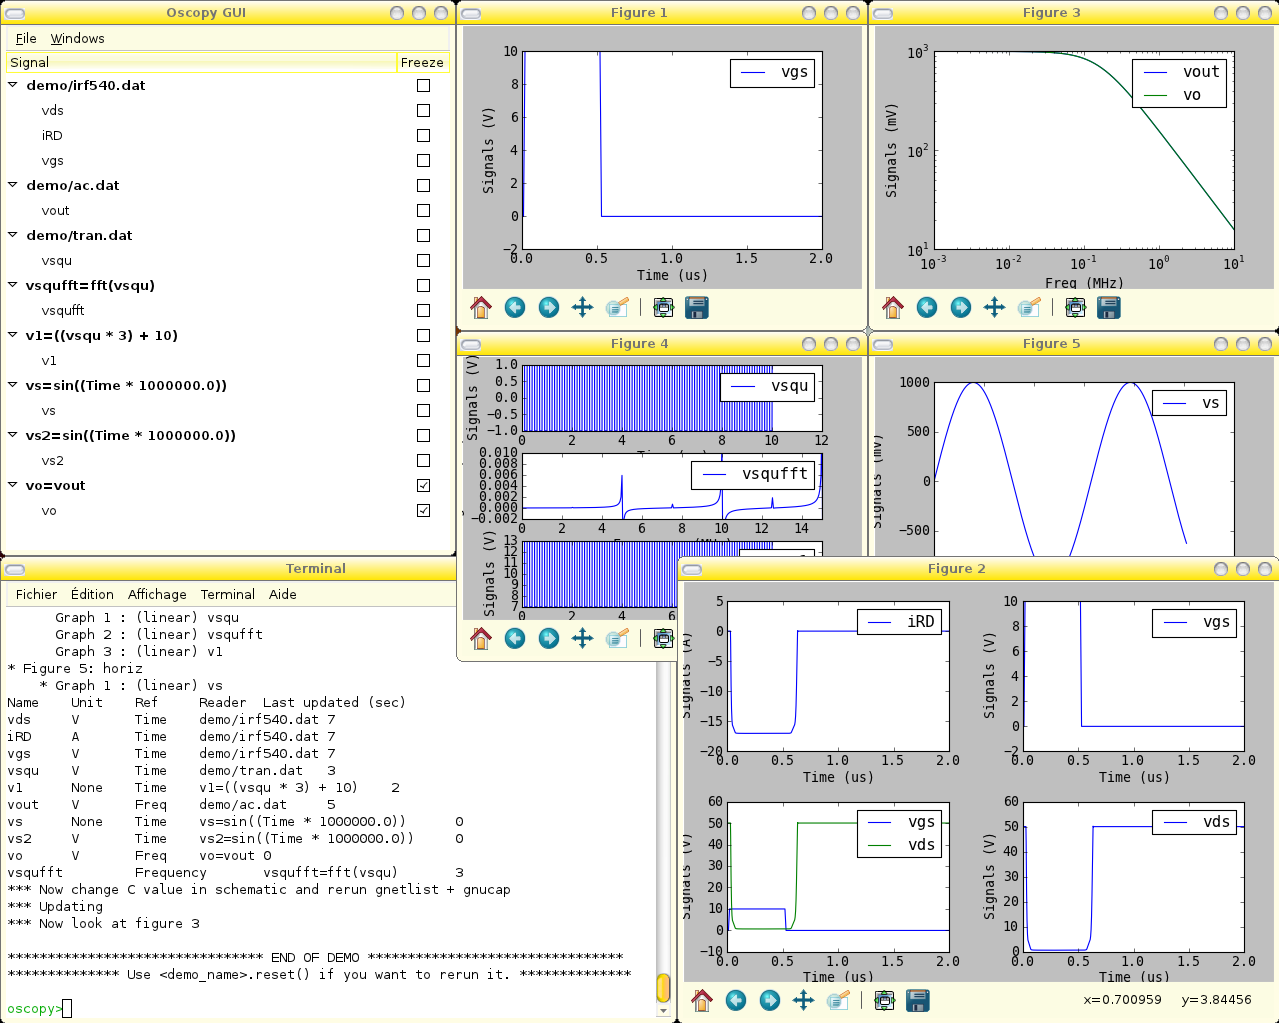 Oscopy GUI
File Windows
Signal Freeze
demo/irf540.dat
vds
iRD
vgs
demo/ac.dat
vout
demo/tran.dat
vsqu
vsqufft=fft(vsqu)
vsqufft
v1=((vsqu * 3) + 10)
v1
vs=sin((Time * 1000000.0))
vs
vs2=sin((Time * 1000000.0))
vs2
vo=vout
vo
Figure 1
10
8
6
4
2
0
−2
Signals (V)
vgs
0.0 0.5 1.0 1.5 2.0
Time (us)
Figure 3
10³
10²
10¹
Signals (mV)
vout
vo
10⁻³ 10⁻² 10⁻¹ 10⁰ 10¹
Freq (MHz)
Figure 4
1.0
0.5
0.0
−0.5
−1.0
Signals (V)
vsqu
0 2 4 6 8 10 12
0.010
0.008
0.006
0.004
0.002
0.000
−0.002
vsqufft
0 2 4 6 8 10 12 14
13
12
11
10
9
8
7
Signals (V)
0 2 4 6
Figure 5
1000
500
0
−500
Signals (mV)
vs
Terminal
Fichier Édition Affichage Terminal Aide
Graph 1 : (linear) vsqu
Graph 2 : (linear) vsqufft
Graph 3 : (linear) v1
* Figure 5: horiz
* Graph 1 : (linear) vs
Name Unit Ref Reader Last updated (sec)
vds V Time demo/irf540.dat 7
iRD A Time demo/irf540.dat 7
vgs V Time demo/irf540.dat 7
vsqu V Time demo/tran.dat 3
v1 None Time v1=((vsqu * 3) + 10) 2
vout V Freq demo/ac.dat 5
vs None Time vs=sin((Time * 1000000.0)) 0
vs2 V Time vs2=sin((Time * 1000000.0)) 0
vo V Freq vo=vout 0
vsqufft Frequency vsqufft=fft(vsqu) 3
*** Now change C value in schematic and rerun gnetlist + gnucap
*** Updating
*** Now look at figure 3
******************************** END OF DEMO ********************************
************** Use <demo_name>.reset() if you want to rerun it. **************
oscopy>
Figure 2
5
0
−5
−10
−15
−20
Signals (A)
iRD
0.0 0.5 1.0 1.5 2.0
Time (us)
10
8
6
4
2
0
−2
Signals (V)
vgs
0.0 0.5 1.0 1.5 2.0
Time (us)
60
50
40
30
20
10
0
−10
Signals (V)
vgs
vds
0.0 0.5 1.0 1.5 2.0
Time (us)
60
50
40
30
20
10
0
Signals (V)
vds
0.0 0.5 1.0 1.5 2.0
Time (us)
x=0.700959 y=3.84456